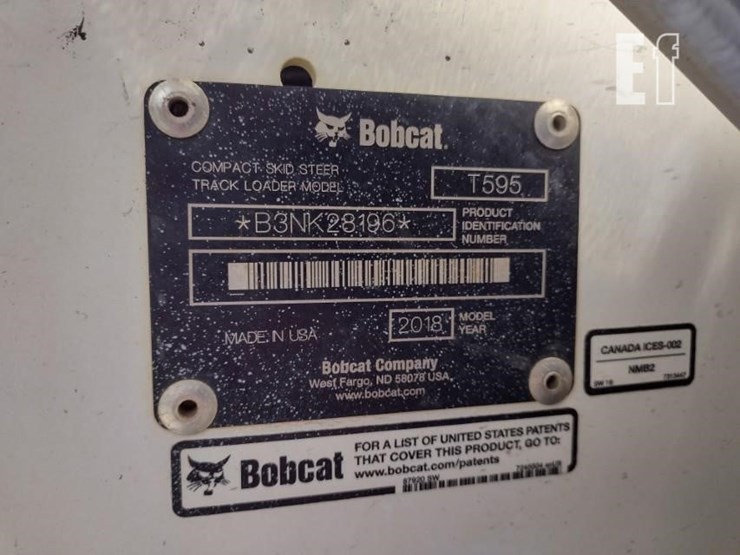 Ef
Bobcat.
COMPACT SKID STEER
TRACK LOADER MODEL
T595
*B3NK28196*
PRODUCT
IDENTIFICATION
NUMBER
MADE IN USA
2018
MODEL
YEAR
Bobcat Company
West Fargo, ND 58078 USA
www.bobcat.com
CANADA ICES-002
NMB2
Bobcat
FOR A LIST OF UNITED STATES PATENTS
THAT COVER THIS PRODUCT, GO TO:
www.bobcat.com/patents